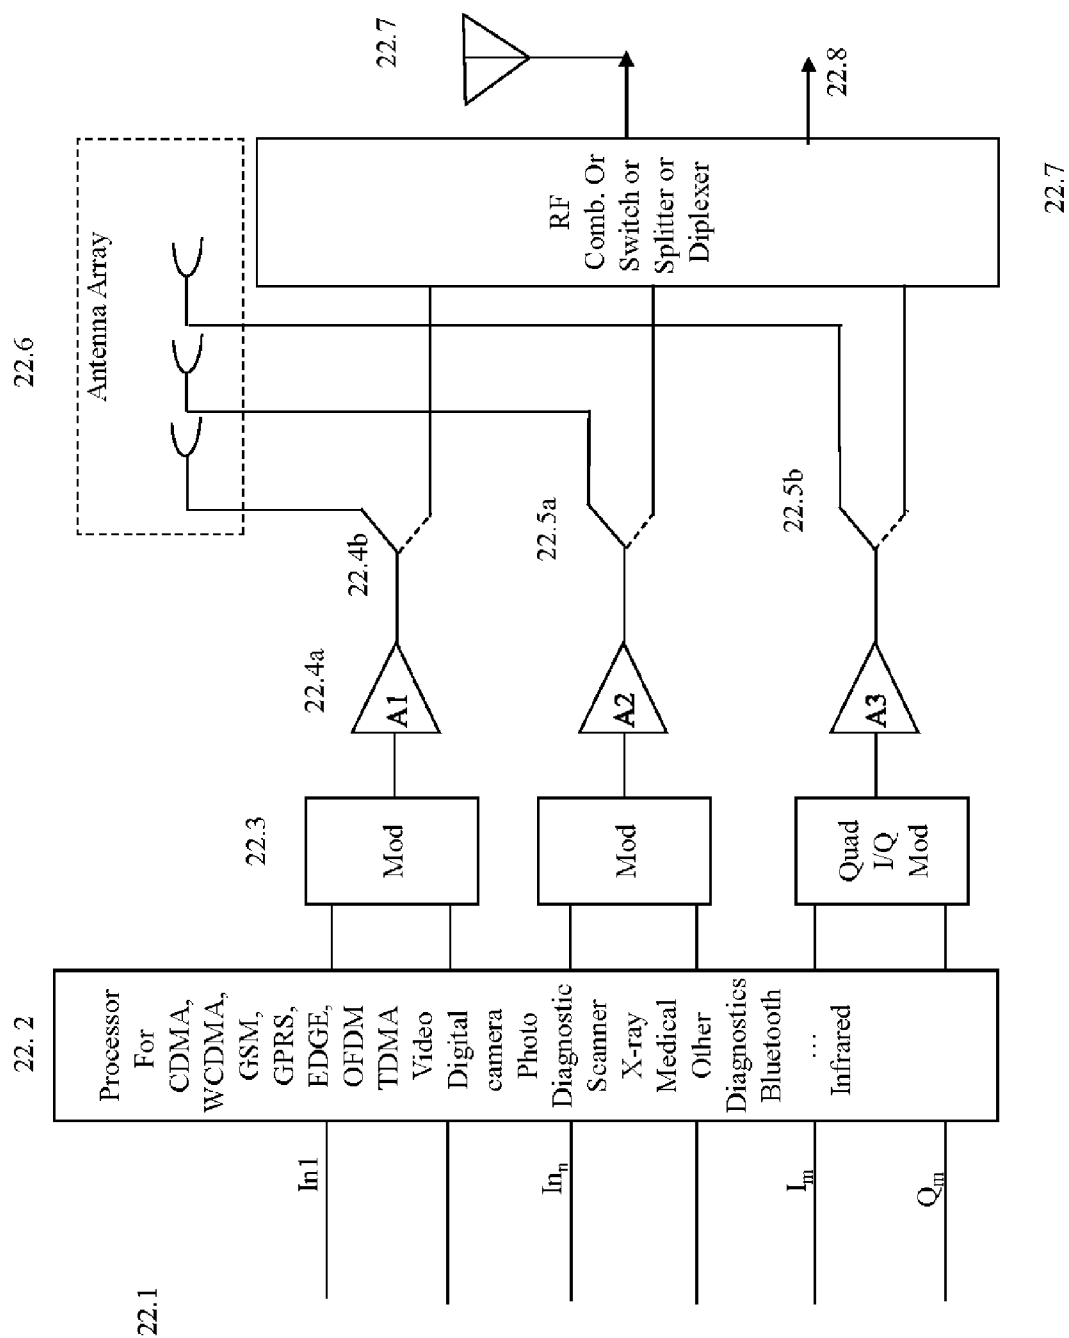 22.1
In1
In_n
I_m
Q_m
22. 2
Processor
For
CDMA,
WCDMA,
GSM,
GPRS,
EDGE,
OFDM
TDMA
Video
Digital
camera
Photo
Diagnostic
Scanner
X-ray
Medical
Other
Diagnostics
Bluetooth
...
Infrared
22.3
Mod
Mod
Quad
I/Q
Mod
22.4a
A1
A2
A3
22.4b
22.5a
22.5b
22.6
Antenna Array
RF
Comb. Or
Switch or
Splitter or
Diplexer
22.7
22.7
22.8